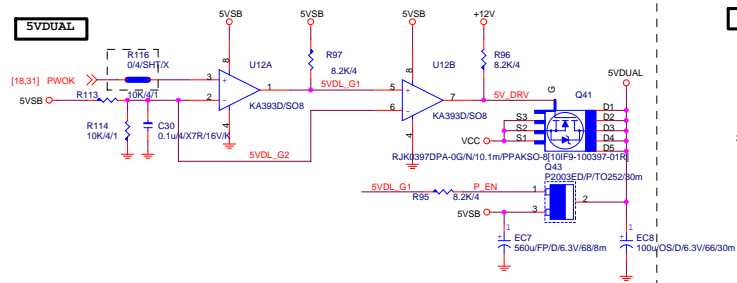 5VDUAL
5VSB
5VSB
+12V
R116
0/4/SHT/X
U12A
R97
8.2K/4
U12B
R96
8.2K/4
5VDUAL
[18,31] PWOK
8
3
+
1
5VDL_G1
8
5
+
7
5V_DRV
G
Q41
5VSB
R113
10K/4/1
2
-
KA393D/SO8
6
-
KA393D/SO8
D1
S3
D2
S2
D3
S1
D4
D5
R114
10K/4/1
C30
0.1u/4/X7R/16V/K
4
4
VCC
5VDL_G2
RJK0397DPA-0G/N/10.1m/PPAKSO-8[10IF9-100397-01R]
Q43
P2003ED/P/TO252/30m
5VDL_G1
R95
8.2K/4
P_EN
1
2
5VSB
3
1
+
EC7
560u/FP/D/6.3V/68/8m
1
+
EC8
100u/OS/D/6.3V/66/30m